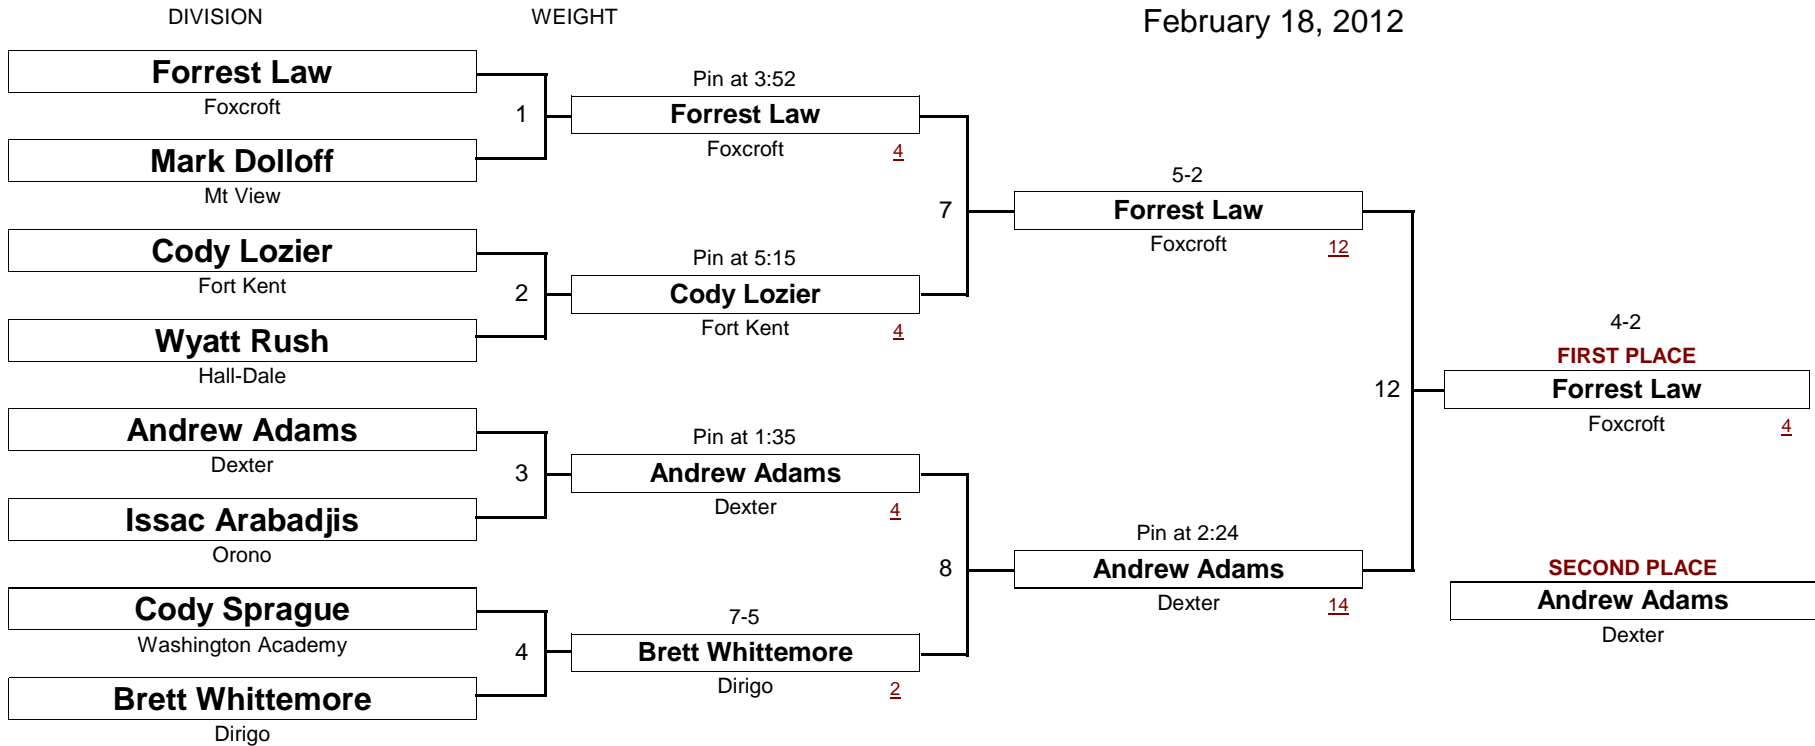 DIVISION
WEIGHT
February 18, 2012
Forrest Law
Foxcroft
1
Mark Dolloff
Mt View
Cody Lozier
Fort Kent
2
Wyatt Rush
Hall-Dale
Andrew Adams
Dexter
3
Issac Arabadjis
Orono
Cody Sprague
Washington Academy
4
Brett Whittemore
Dirigo
Pin at 3:52
Forrest Law
Foxcroft
4
7
Pin at 5:15
Cody Lozier
Fort Kent
4
Pin at 1:35
Andrew Adams
Dexter
4
8
7-5
Brett Whittemore
Dirigo
2
5-2
Forrest Law
Foxcroft
12
12
Pin at 2:24
Andrew Adams
Dexter
14
4-2
FIRST PLACE
Forrest Law
Foxcroft
4
SECOND PLACE
Andrew Adams
Dexter